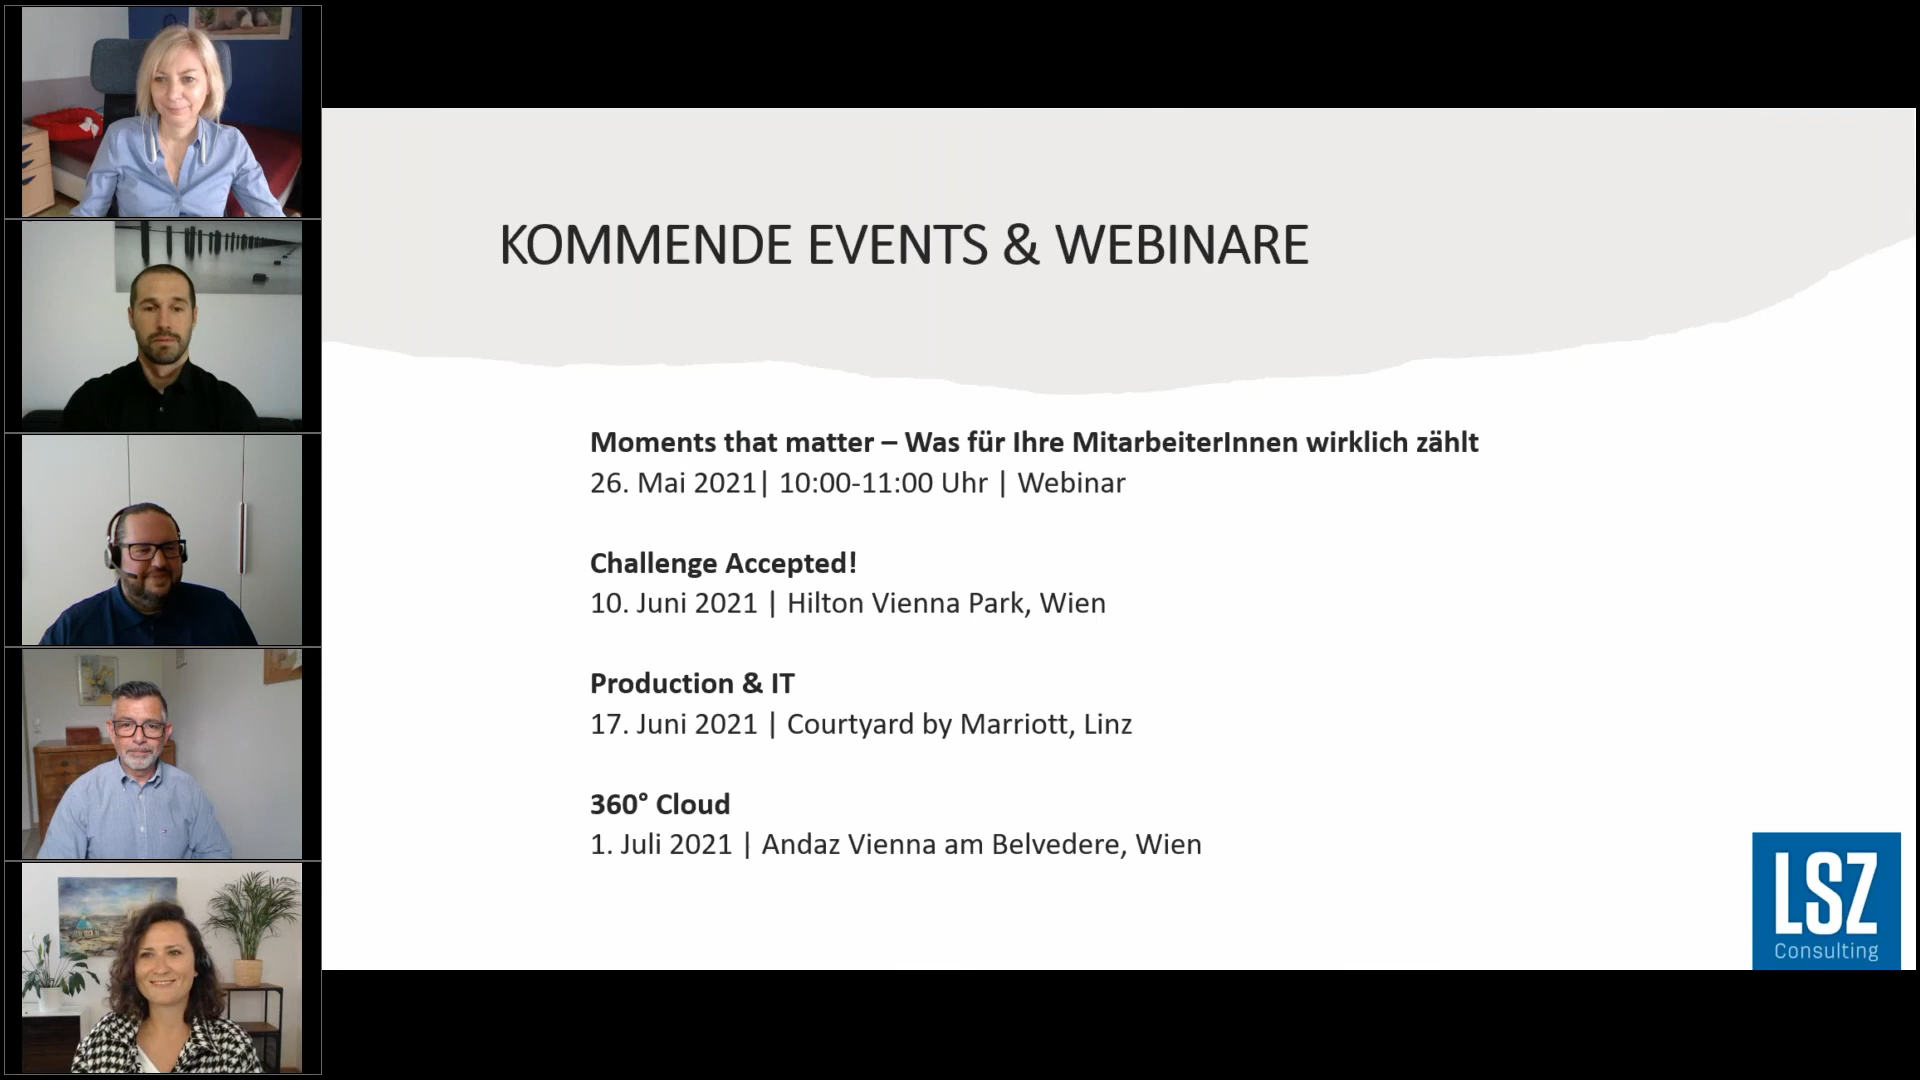 KOMMENDE EVENTS & WEBINARE
Moments that matter – Was für Ihre MitarbeiterInnen wirklich zählt
26. Mai 2021| 10:00-11:00 Uhr | Webinar
Challenge Accepted!
10. Juni 2021 | Hilton Vienna Park, Wien
Production & IT
17. Juni 2021 | Courtyard by Marriott, Linz
360° Cloud
1. Juli 2021 | Andaz Vienna am Belvedere, Wien
LSZ
Consulting